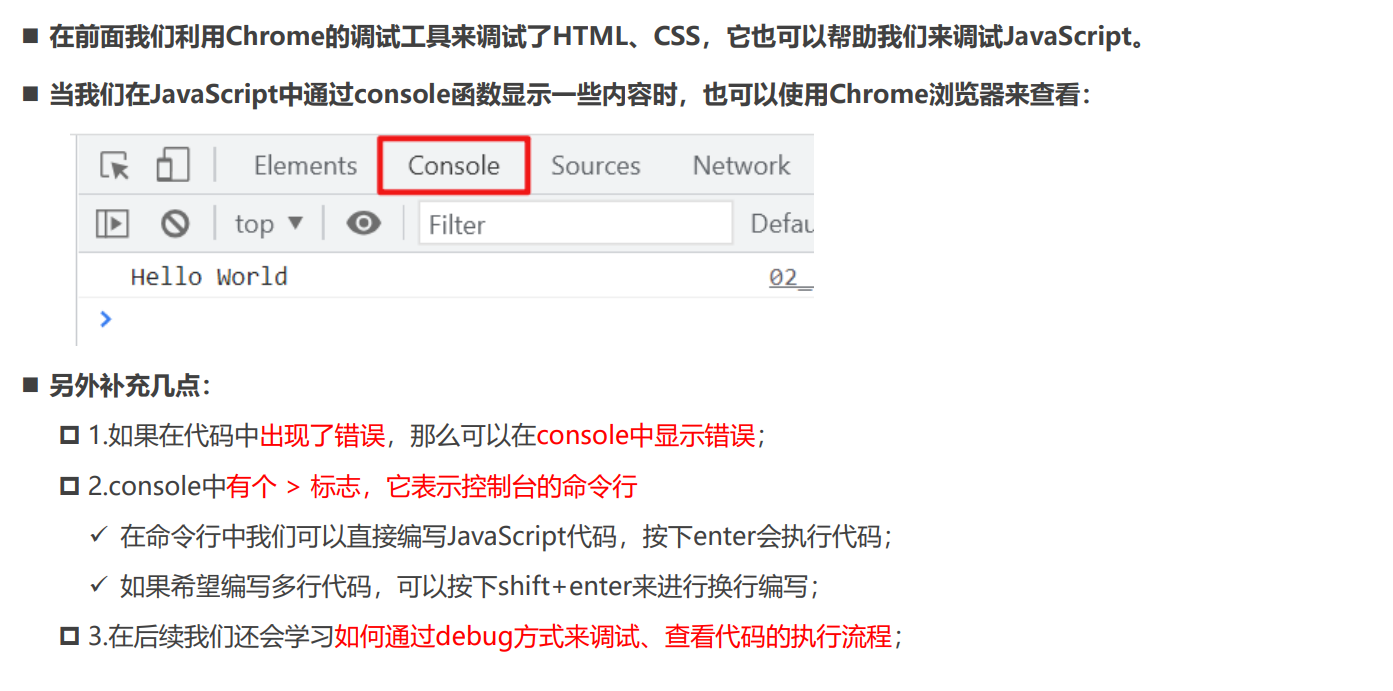 ■ 在前面我们利用Chrome的调试工具来调试了HTML、CSS，它也可以帮助我们来调试JavaScript。
■ 当我们在JavaScript中通过console函数显示一些内容时，也可以使用Chrome浏览器来查看：
Elements Console Sources Network
top ▼ Filter Defau
Hello World 02_
>
■ 另外补充几点：
1.如果在代码中出现了错误，那么可以在console中显示错误；
2.console中有个 > 标志，它表示控制台的命令行
✓ 在命令行中我们可以直接编写JavaScript代码，按下enter会执行代码；
✓ 如果希望编写多行代码，可以按下shift+enter来进行换行编写；
3.在后续我们还会学习如何通过debug方式来调试、查看代码的执行流程；